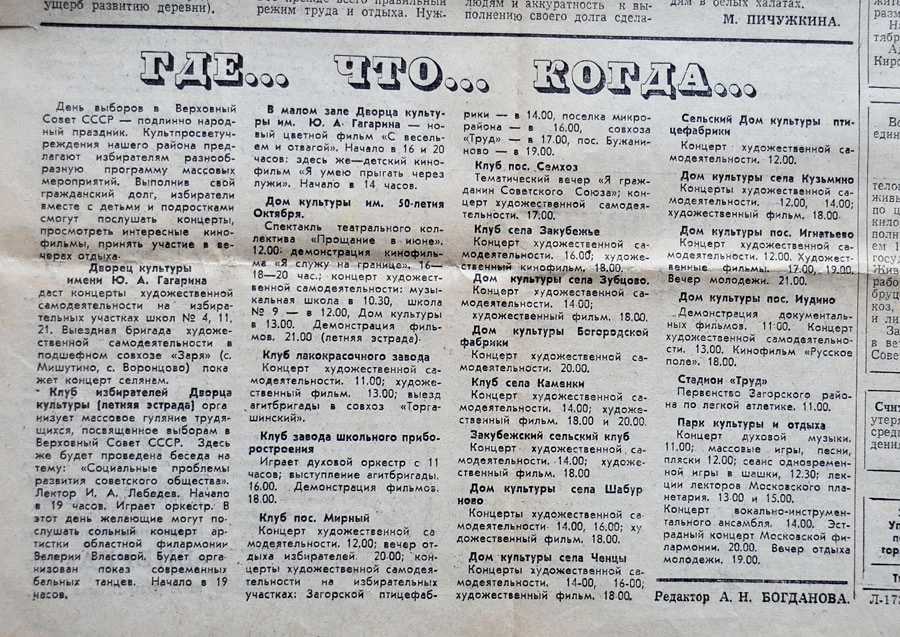 ущерб развитию деревни).
режим труда и отдыха. Нуж-
людям и аккуратность к вы-
полнению своего долга сдела-
дям в белых халатах.
М. ПИЧУЖКИНА.
ГДЕ... ЧТО... КОГДА...
День выборов в Верховный
Совет СССР — подлинно народ-
ный праздник. Культпросветуч-
реждения нашего района пред-
лагают избирателям разнооб-
разную программу массовых
мероприятий. Выполнив свой
гражданский долг, избиратели
вместе с детьми и подростками
смогут послушать концерты,
просмотреть интересные кино-
фильмы, принять участие в ве-
черах отдыха.
Дворец культуры
имени Ю. А. Гагарина
даст концерты художественной
самодеятельности на избира-
тельных участках школ № 4, 11,
21. Выездная бригада художе-
ственной самодеятельности в
подшефном совхозе «Заря» (с.
Мишутино, с. Воронцово) пока
жет концерт селянам.
Клуб избирателей Дворца
культуры [летняя эстрада] орга
низует массовое гуляние трудя-
щихся, посвященное выборам в
Верховный Совет СССР. Здесь
же будет проведена беседа на
тему: «Социальные проблемы
развития советского общества».
Лектор И. А. Лебедев. Начало
в 19 часов. Играет оркестр. В
этот день желающие могут по-
слушать сольный концерт ар-
тистки областной филармонии
Валерии Власовой. Будет орга-
низован показ современных
бальных танцев. Начало в 19
часов.
В малом зале Дворца культу-
ры им. Ю. А. Гагарина — но-
вый цветной фильм «С весель-
ем и отвагой». Начало в 16 и 20
часов: здесь же—детский кино-
фильм «Я умею прыгать через
лужи». Начало в 14 часов.
Дом культуры им. 50-летия
Октября.
Спектакль театрального кол-
лектива «Прощание в июне».
12.00; демонстрация кинофиль-
ма «Я служу на границе». 16—
18—20 час.; концерт художест-
венной самодеятельности: музы-
кальная школа в 10.30, школа
№ 9 — в 12.00, Дом культуры
в 13.00. Демонстрация филь-
мов. 21.00 (летняя эстрада).
Клуб лакокрасочного завода
Концерт художественной са-
модеятельности. 11.00; художе-
ственный фильм. 13.00; выезд
агитбригады в совхоз «Торга-
шинский».
Клуб завода школьного прибо-
ростроения
Играет духовой оркестр с 11
часов; выступление агитбригады.
16.00. Демонстрация фильмов.
18.00.
Клуб пос. Мирный
Концерт художественной са
модеятельности. 12.00; вечер от-
дыха избирателей 20-00; кон-
церты художественной самодея-
тельности на избирательных
участках: Загорской птицефаб-
рики — в 14.00, поселка микро-
района — в 16.00, совхоза
«Труд» — в 17.00, пос. Бужани-
ново — в 19.00.
Клуб пос. Семхоз
Тематический вечер «Я граж-
данин Советского Союза»; кон-
церт художественной самодея-
тельности. 17.00.
Клуб села Закубежье
Концерт художественной са-
модеятельности. 16.00; художе-
ственный кинофильм. 18.00.
Дом культуры села Зубцово.
Концерт художественной са-
модеятельности. 14.00;
художественный фильм. 18.00.
Дом культуры Богородской
фабрики
Концерт художественной са-
модеятельности. 20.00.
Клуб села Каменки
Концерт художественной са-
модеятельности. 14.00; художе-
ственный фильм. 18.00 и 20.00.
Закубежский сельский клуб
Концерт художественной са-
модеятельности. 14.00; художе-
ственный фильм. 18.00
Дом культуры села Шабур
ново
Концерты художественной са-
модеятельности. 14.00, 16.00; ху
дожественный фильм. 18.00.
Дом культуры села Ченцы
Концерты художественной са-
модеятельности. 14-00, 16-00;
художественный фильм. 18-00.
Сельский Дом культуры пти-
цефабрики
Концерт художественной са-
модеятельности. 12.00.
Дом культуры села Кузьмино
Концерты художественной са-
модеятельности. 12.00, 14.00;
художественный фильм. 18.00.
Дом культуры пос. Игнатьево
Концерт художественной са-
модеятельности. 12.00. Художест-
венные фильмы. 17.00, 19.00.
Вечер молодежи. 21.00.
Дом культуры пос. Иудино
Демонстрация документаль-
ных фильмов. 11.00. Концерт
художественной самодеятельно-
сти. 13.00. Кинофильм «Русское
поле». 18.00.
Стадион «Труд»
Первенство Загорского райо-
на по легкой атлетике. 11.00.
Парк культуры и отдыха
Концерт духовой музыки.
11.00; массовые игры, песни,
пляски 12.00; сеанс одновремен-
ной игры в шашки, 12.30; лек-
ции лекторов Московского пла-
нетария. 13 00 и 15.00.
Концерт вокально-инструмен-
тального ансамбля. 14.00. Эст-
радный концерт Московской фи-
лармонии. 20.00. Вечер отдыха
молодежи. 19.00.
Редактор А. Н. БОГДАНОВА.